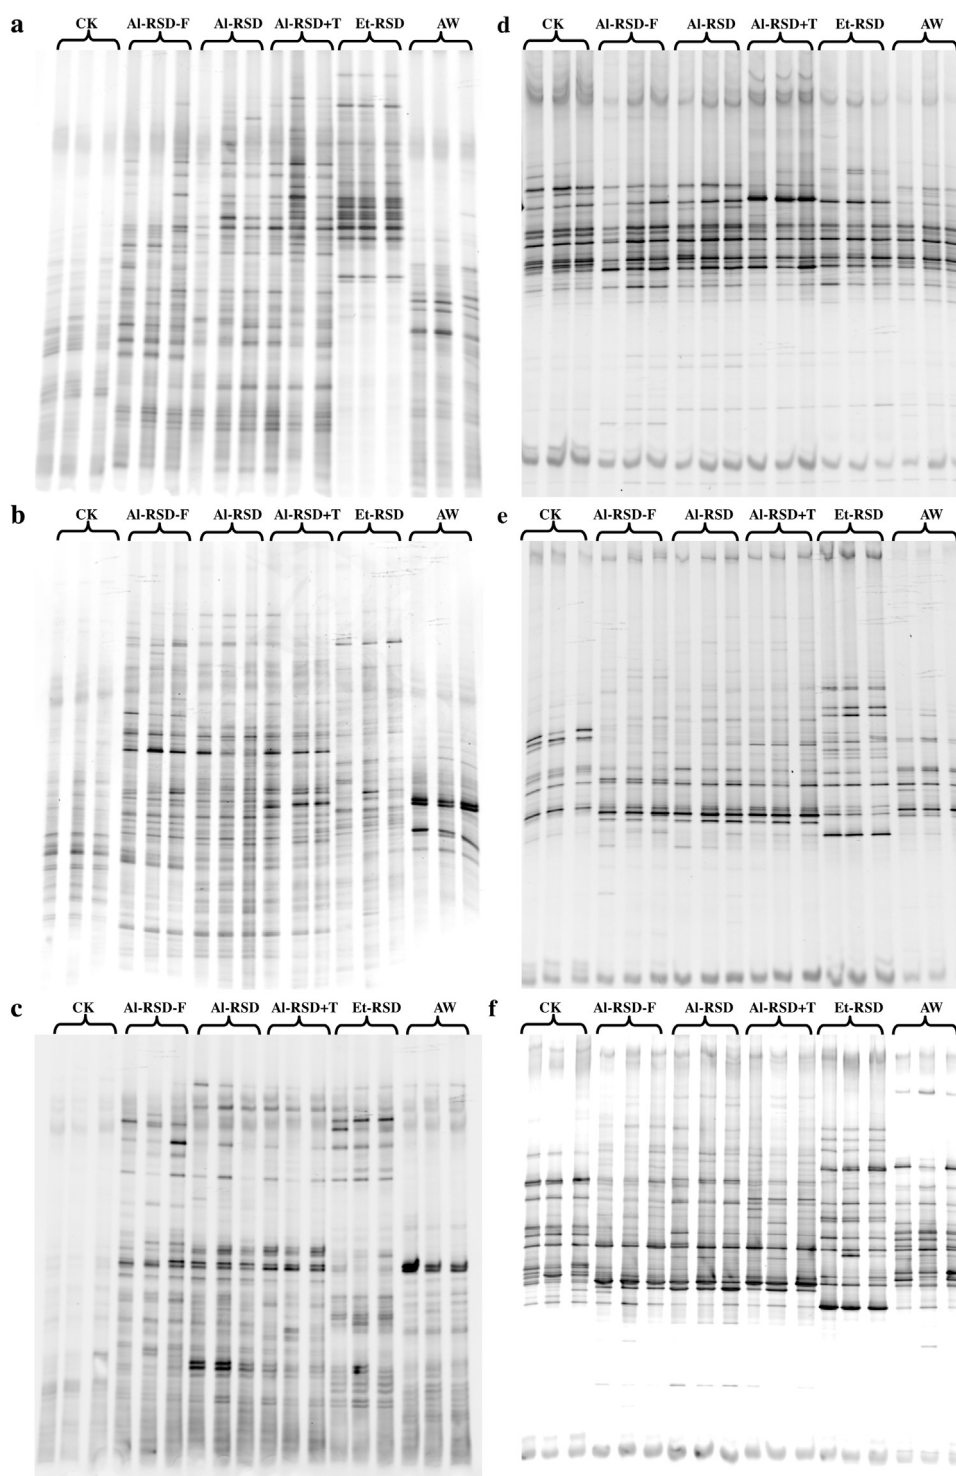 a CK Al-RSD-F Al-RSD Al-RSD+T Et-RSD AW
d CK Al-RSD-F Al-RSD Al-RSD+T Et-RSD AW
b CK Al-RSD-F Al-RSD Al-RSD+T Et-RSD AW
e CK Al-RSD-F Al-RSD Al-RSD+T Et-RSD AW
c CK Al-RSD-F Al-RSD Al-RSD+T Et-RSD AW
f CK Al-RSD-F Al-RSD Al-RSD+T Et-RSD AW